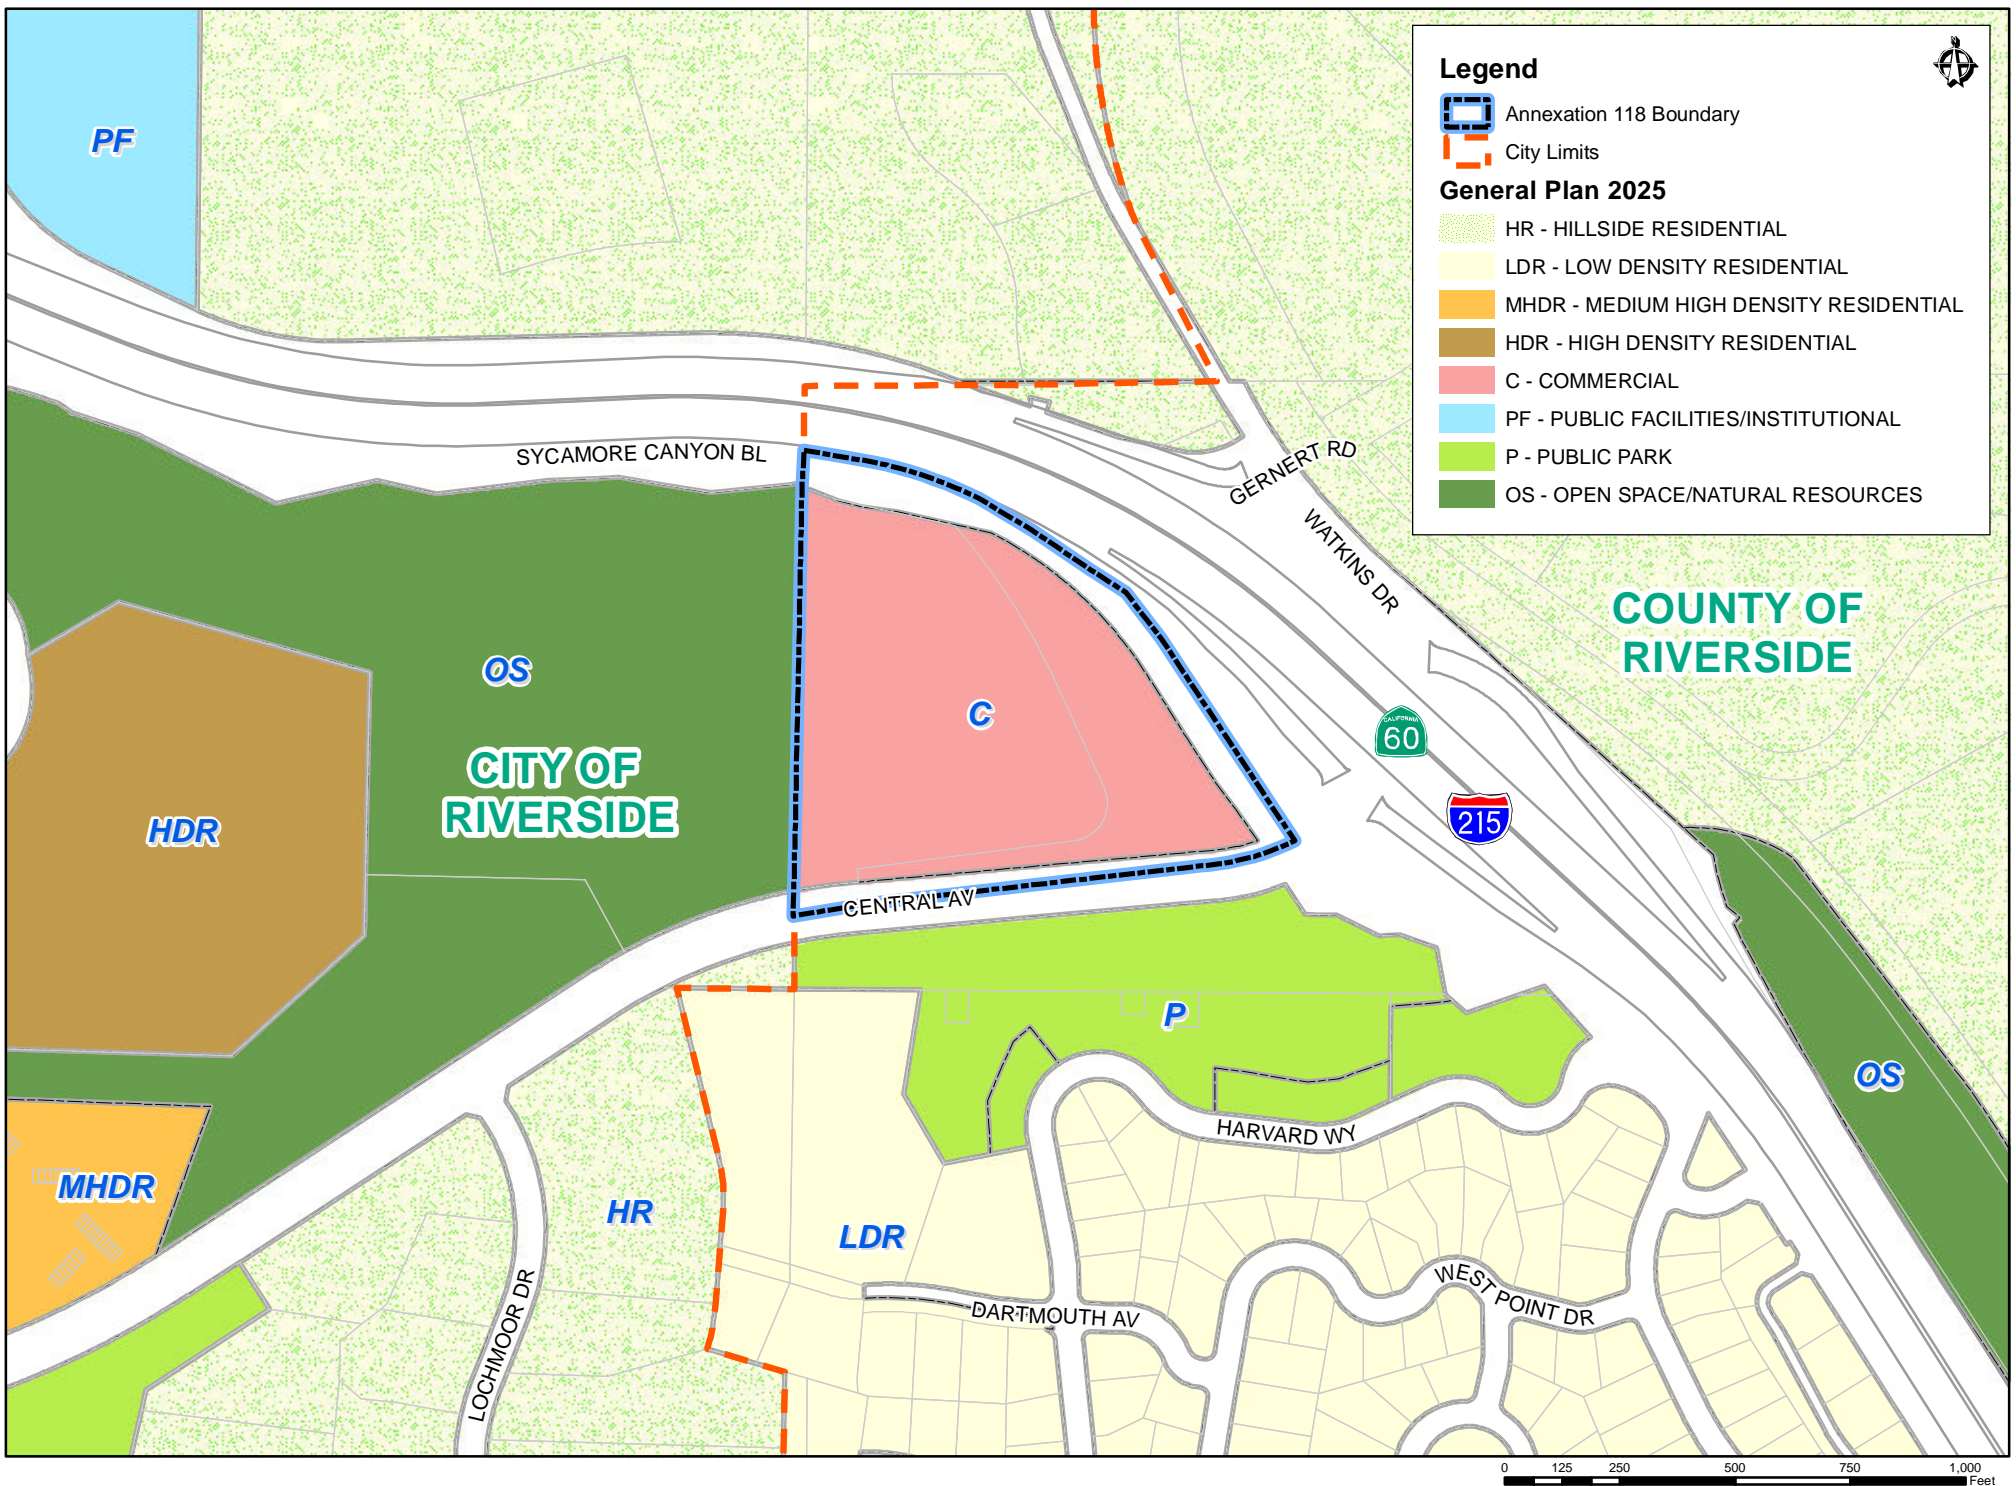 Legend
Annexation 118 Boundary
City Limits
General Plan 2025
HR - HILLSIDE RESIDENTIAL
LDR - LOW DENSITY RESIDENTIAL
MHDR - MEDIUM HIGH DENSITY RESIDENTIAL
HDR - HIGH DENSITY RESIDENTIAL
C - COMMERCIAL
PF - PUBLIC FACILITIES/INSTITUTIONAL
P - PUBLIC PARK
OS - OPEN SPACE/NATURAL RESOURCES
PF
SYCAMORE CANYON BL
GERNERT RD
WATKINS DR
COUNTY OF
RIVERSIDE
OS
C
CALIFORNIA
60
CITY OF
RIVERSIDE
215
HDR
CENTRAL AV
P
OS
HARVARD WY
MHDR
HR
LDR
WEST POINT DR
DARTMOUTH AV
LOCHMOOR DR
0 125 250 500 750 1,000
Feet